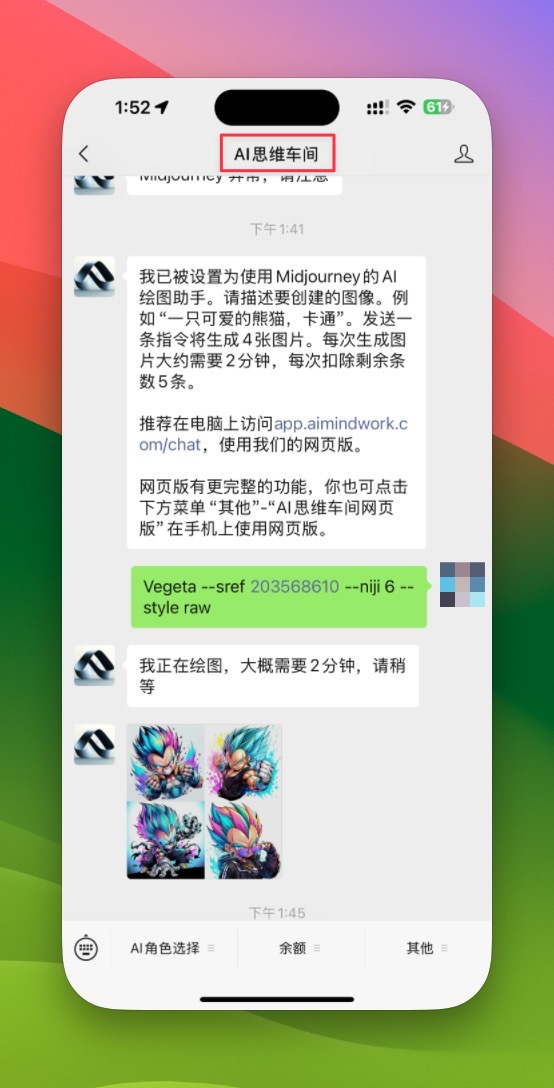 1:52
61
AI思维车间
Midjourney 异常，请注意
下午1:41
我已被设置为使用Midjourney的AI
绘图助手。请描述要创建的图像。例
如“一只可爱的熊猫，卡通”。发送一
条指令将生成4张图片。每次生成图
片大约需要2分钟，每次扣除剩余条
数5条。
推荐在电脑上访问app.aimindwork.c
om/chat，使用我们的网页版。
网页版有更完整的功能，你也可点击
下方菜单“其他”-“AI思维车间网页
版”在手机上使用网页版。
Vegeta --sref 203568610 --niji 6 --
style raw
我正在绘图，大概需要2分钟，请稍
等
下午1:45
AI角色选择
余额
其他